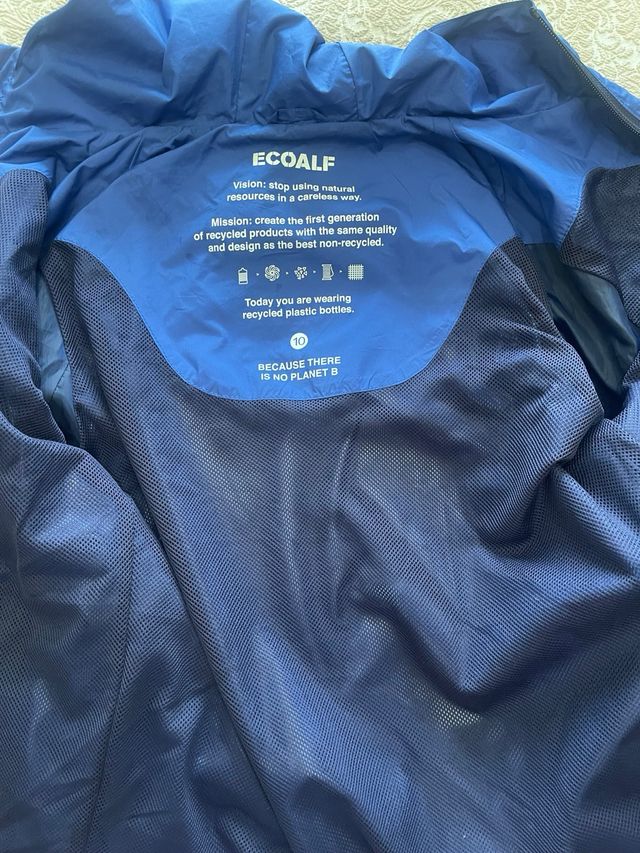 ECOALF
Vision: stop using natural
resources in a careless way.
Mission: create the first generation
of recycled products with the same quality
and design as the best non-recycled.
Today you are wearing
recycled plastic bottles.
10
BECAUSE THERE
IS NO PLANET B